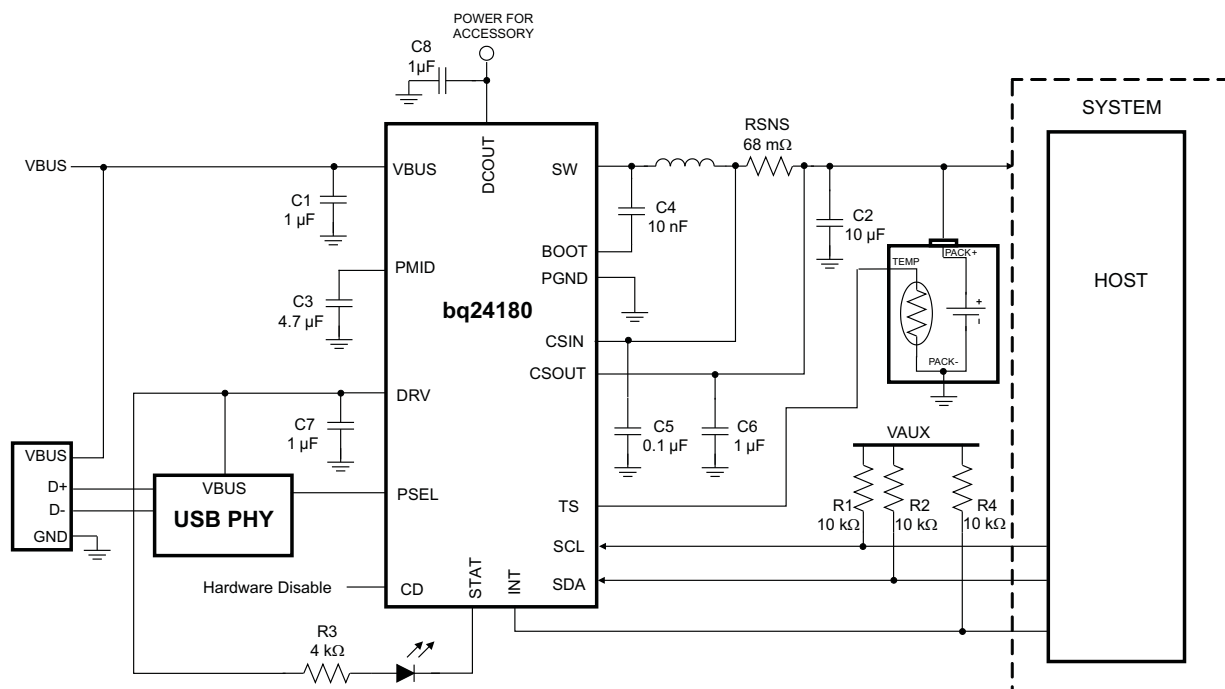 POWER FOR
ACCESSORY
C8
1µF
SYSTEM
RSNS
68 mΩ
VBUS
VBUS
DCOUT
SW
C1
1 µF
C4
10 nF
C2
10 µF
BOOT
PACK+
TEMP
PMID
PGND
HOST
C3
4.7 µF
bq24180
+
-
CSIN
PACK-
CSOUT
DRV
C7
1 µF
C5
0.1 µF
C6
1 µF
VAUX
VBUS
D+
D-
GND
VBUS
USB PHY
PSEL
TS
R1
10 kΩ
R2
10 kΩ
R4
10 kΩ
SCL
Hardware Disable
CD
STAT
INT
SDA
R3
4 kΩ